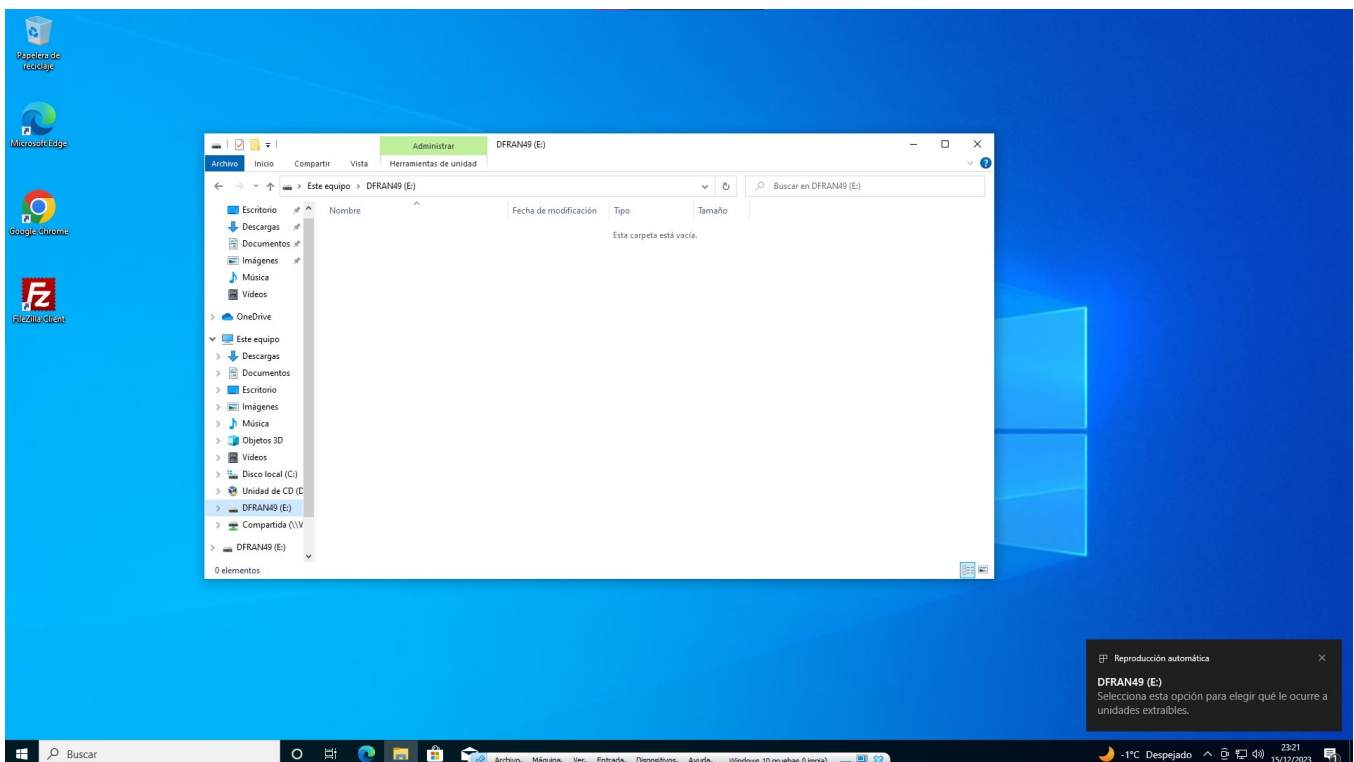 Papelera de
reciclaje
Microsoft Edge
Google Chrome
FileZilla Client
Administrar
DFRAN49 (E:)
Archivo Inicio Compartir Vista Herramientas de unidad
Este equipo > DFRAN49 (E:)
Buscar en DFRAN49 (E:)
Nombre Fecha de modificación Tipo Tamaño
Esta carpeta está vacía.
Escritorio
Descargas
Documentos
Imágenes
Música
Vídeos
OneDrive
Este equipo
Descargas
Documentos
Escritorio
Imágenes
Música
Objetos 3D
Vídeos
Disco local (C:)
Unidad de CD (D
DFRAN49 (E:)
Compartida (\\V
DFRAN49 (E:)
0 elementos
Reproducción automática
DFRAN49 (E:)
Selecciona esta opción para elegir qué le ocurre a
unidades extraíbles.
Buscar
Archivo Máquina Ver Entrada Dispositivos Ayuda Windows 10 pruebas (Limpia)
-1°C Despejado
23:21
15/12/2023